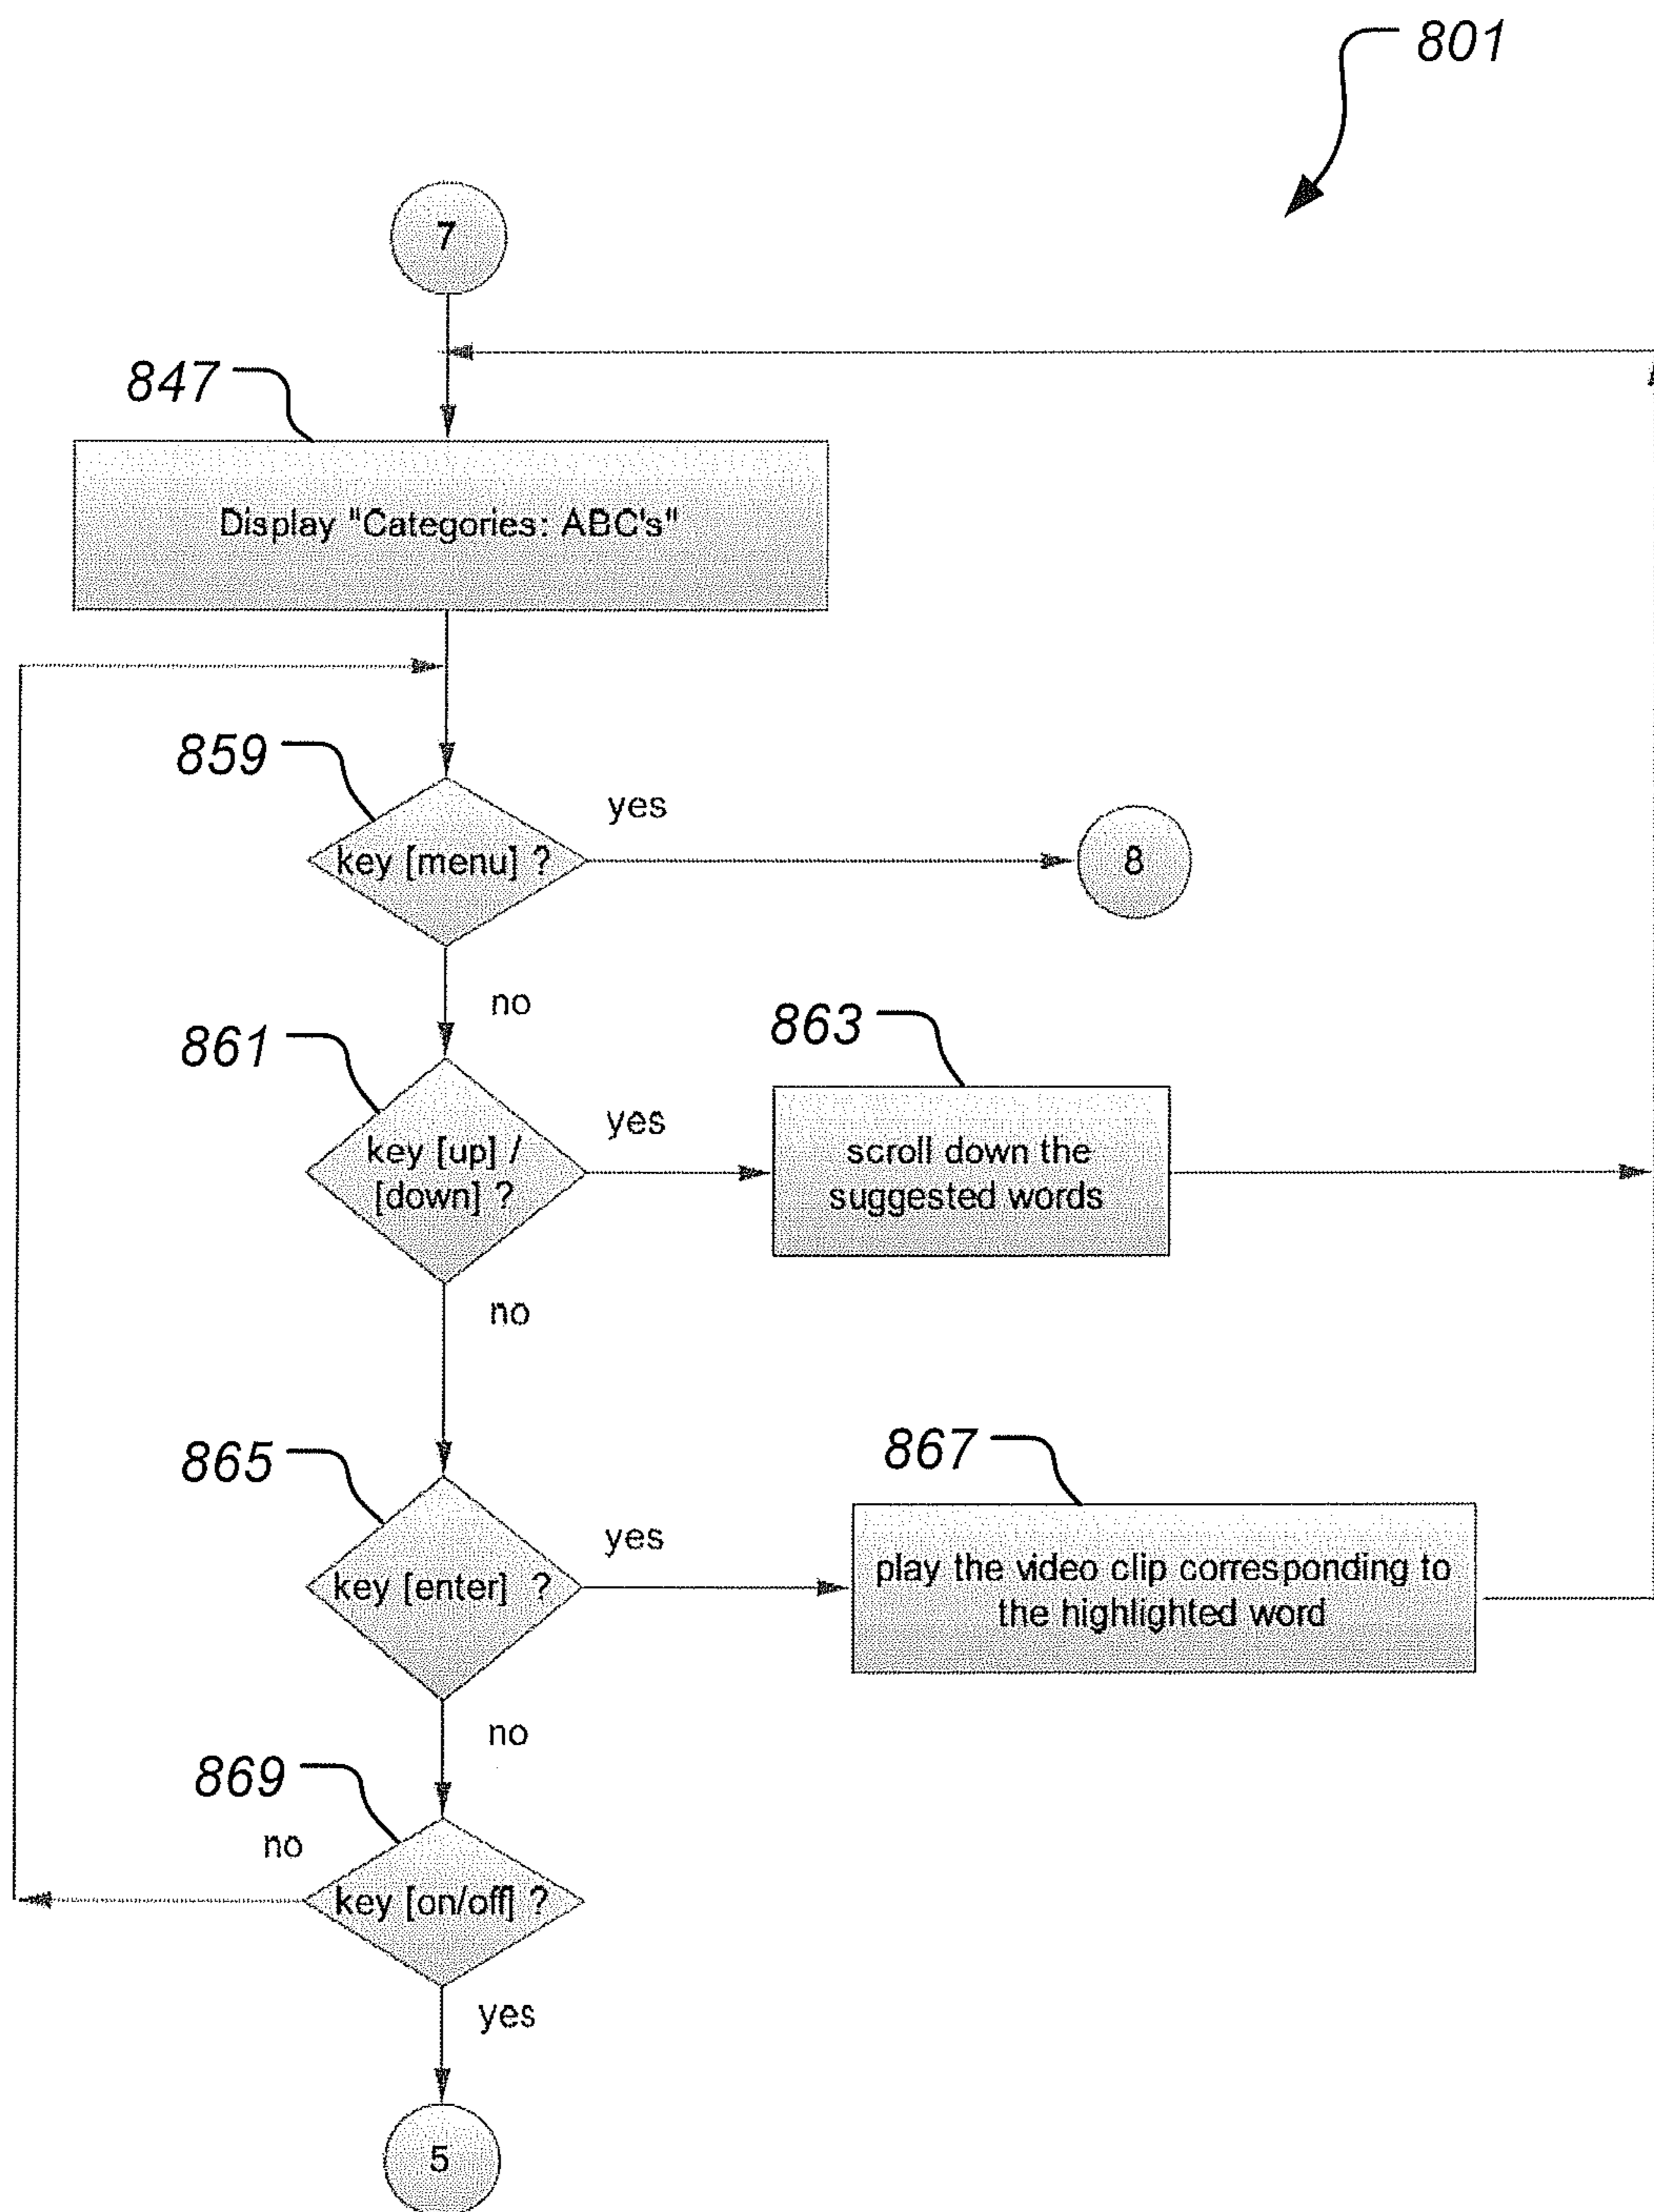 801
7
847
Display "Categories: ABC's"
859
key [menu] ?
yes
8
no
861
key [up] /
[down] ?
yes
863
scroll down the
suggested words
no
865
key [enter] ?
yes
867
play the video clip corresponding to
the highlighted word
no
869
no
key [on/off] ?
yes
5